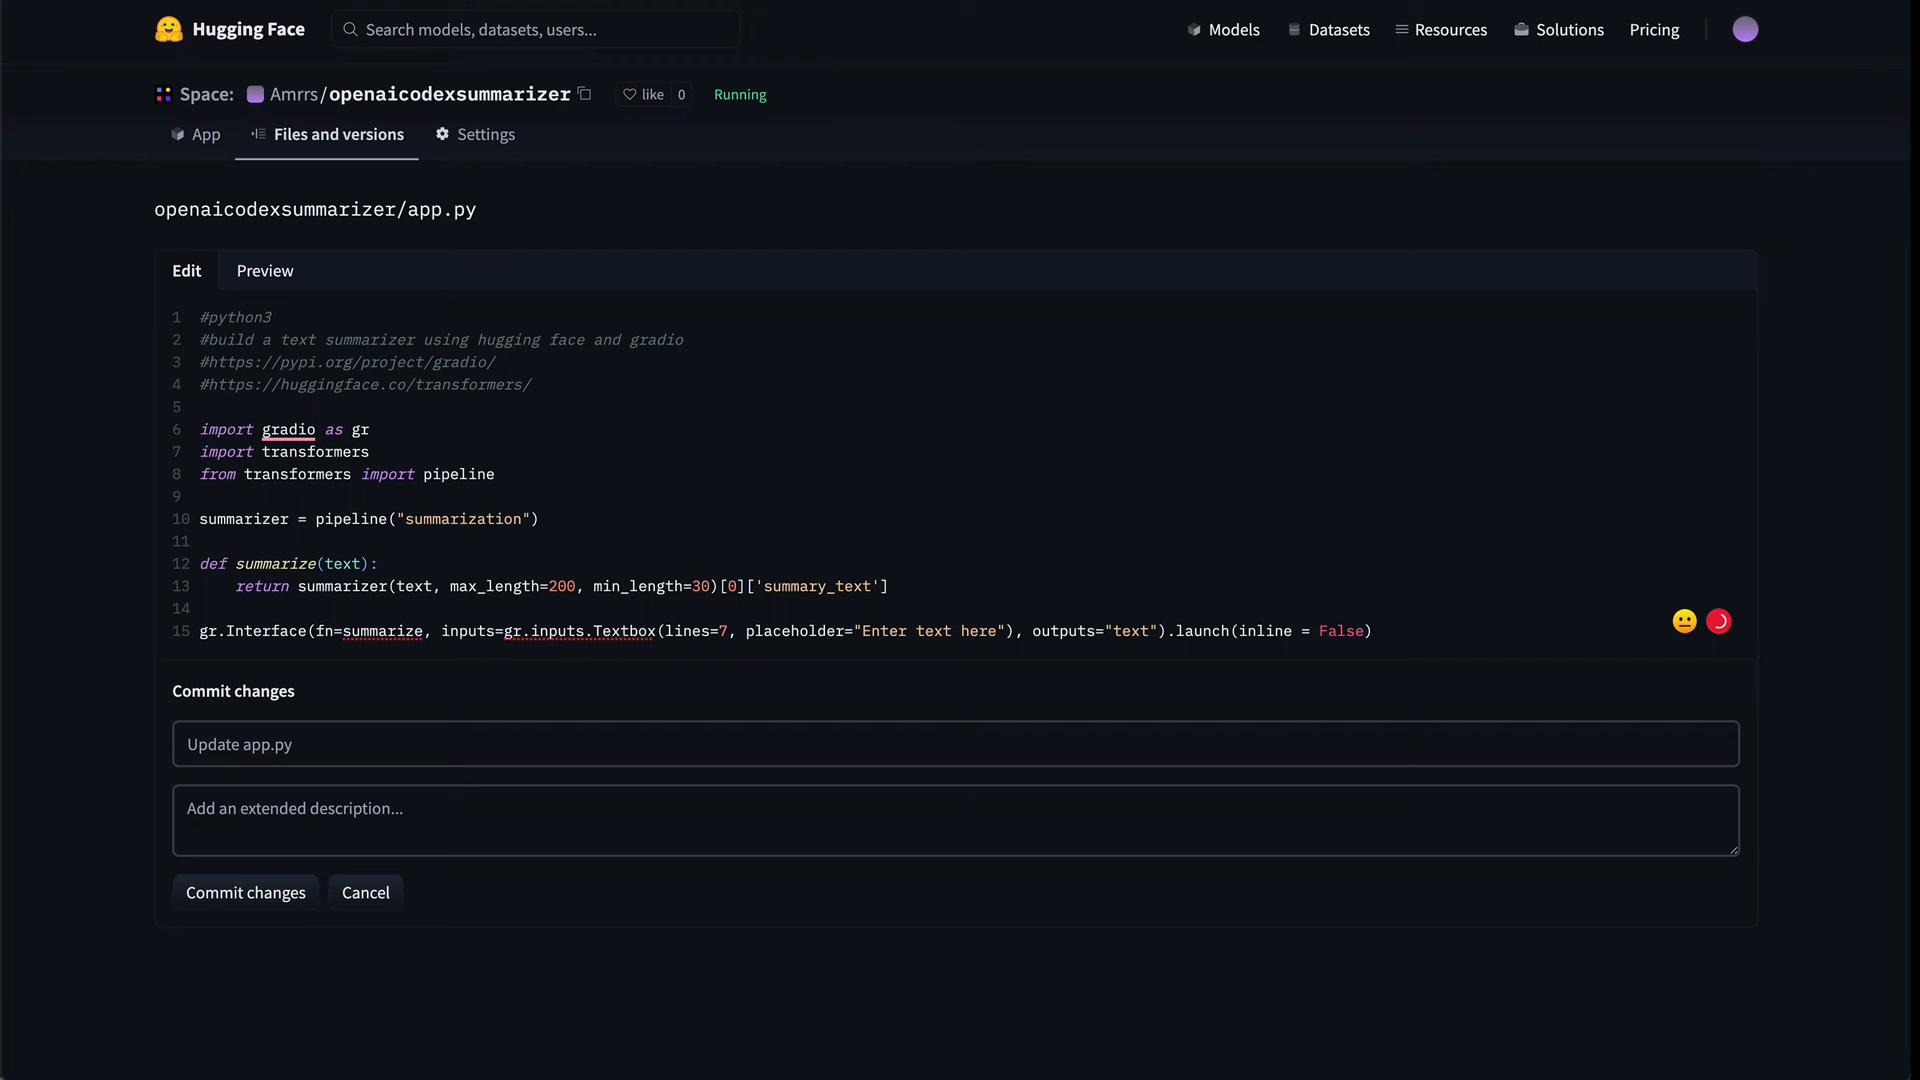 Hugging Face Search models, datasets, users... Models Datasets Resources Solutions Pricing
Space: Amrrs/openaicodexsummarizer like 0 Running
App Files and versions Settings
openaicodexsummarizer/app.py
Edit Preview
1 #python3
2 #build a text summarizer using hugging face and gradio
3 #https://pypi.org/project/gradio/
4 #https://huggingface.co/transformers/
5
6 import gradio as gr
7 import transformers
8 from transformers import pipeline
9
10 summarizer = pipeline("summarization")
11
12 def summarize(text):
13     return summarizer(text, max_length=200, min_length=30)[0]['summary_text']
14
15 gr.Interface(fn=summarize, inputs=gr.inputs.Textbox(lines=7, placeholder="Enter text here"), outputs="text").launch(inline = False)
Commit changes
Update app.py
Add an extended description...
Commit changes Cancel